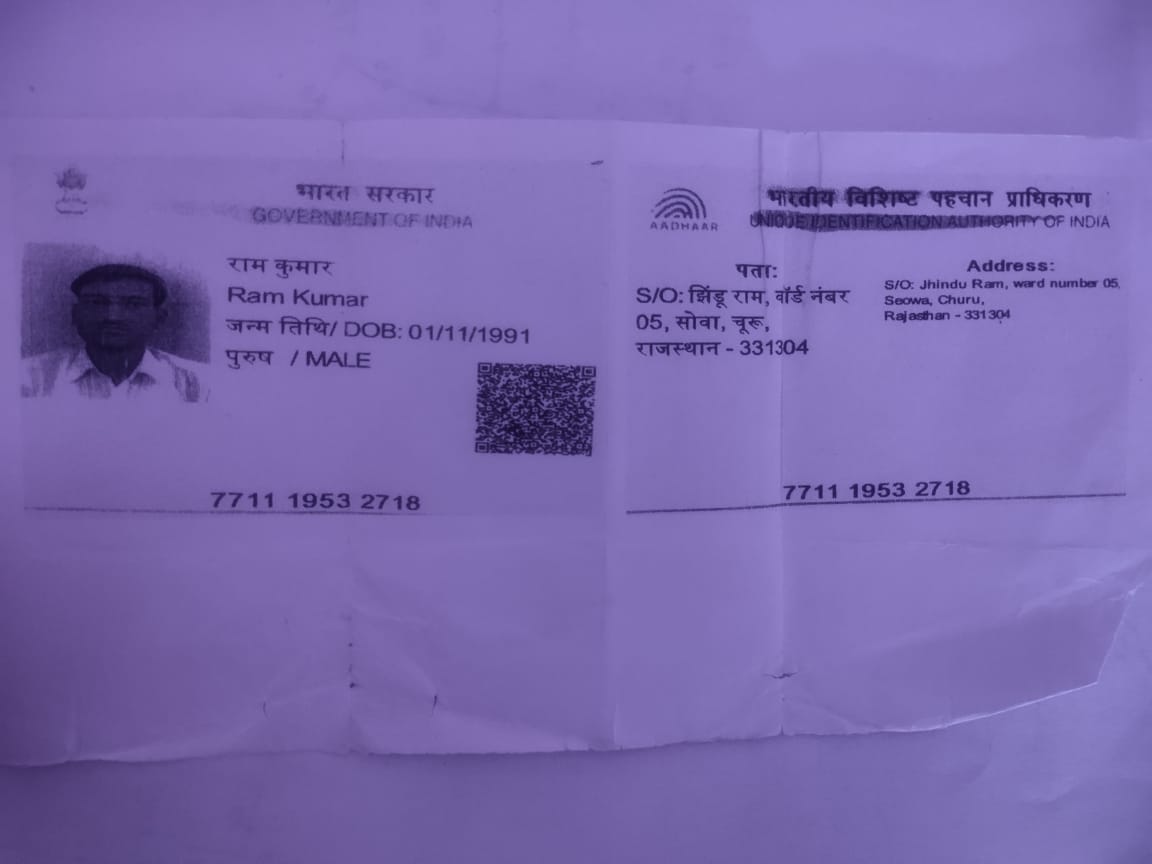 भारत सरकार
GOVERNMENT OF INDIA
राम कुमार
Ram Kumar
जन्म तिथि/ DOB: 01/11/1991
पुरुष / MALE
7711 1953 2718
AADHAAR
भारतीय विशिष्ट पहचान प्राधिकरण
UNIQUE IDENTIFICATION AUTHORITY OF INDIA
पता:
S/O: झिंडू राम, वॉर्ड नंबर
05, सोवा, चूरू,
राजस्थान - 331304
Address:
S/O: Jhindu Ram, ward number 05,
Seowa, Churu,
Rajasthan - 331304
7711 1953 2718